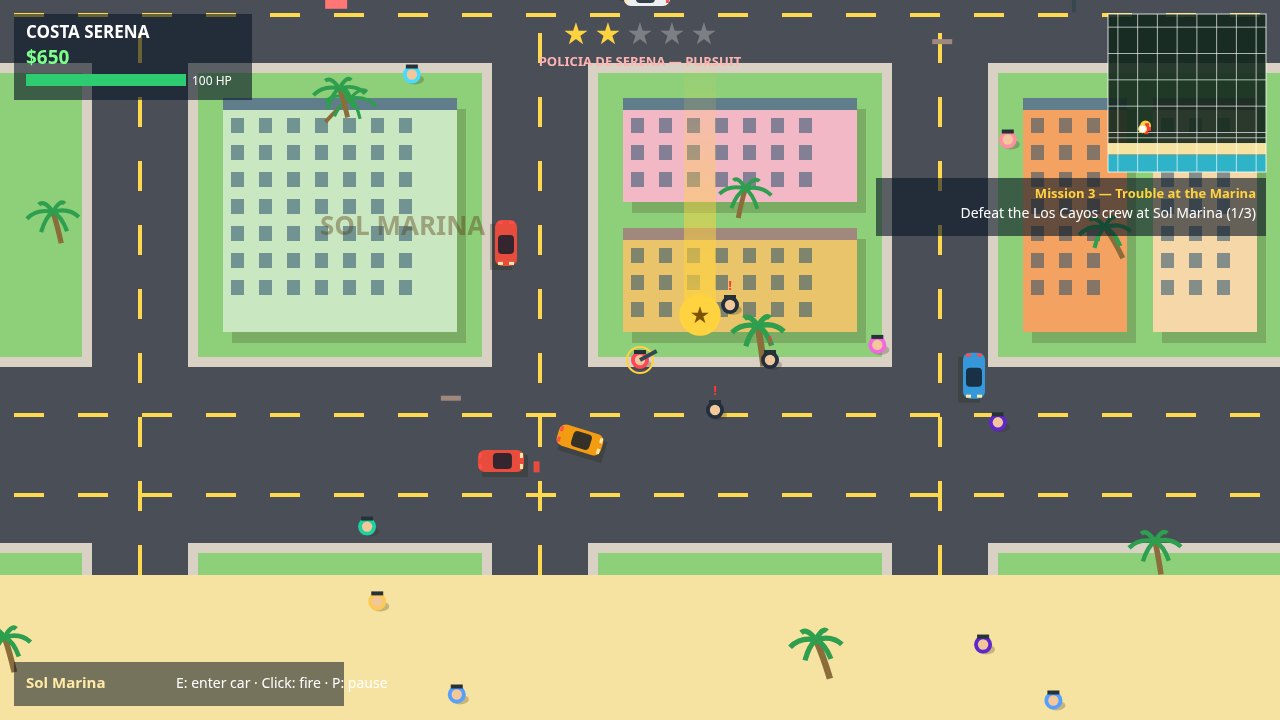 COSTA SERENA
$650
100 HP
POLICIA DE SERENA — PURSUIT
SOL MARINA
Mission 3 — Trouble at the Marina
Defeat the Los Cayos crew at Sol Marina (1/3)
!
!
Sol Marina E: enter car · Click: fire · P: pause